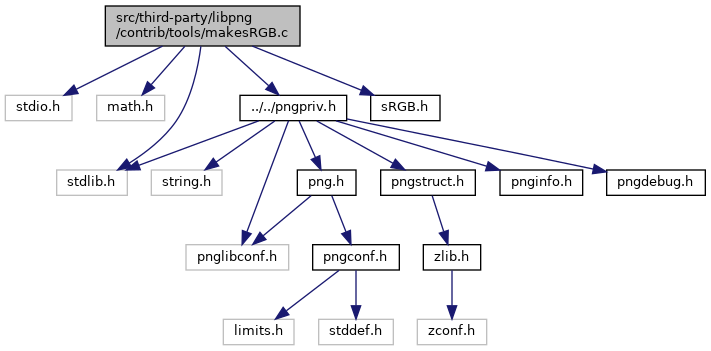 src/third-party/libpng
/contrib/tools/makesRGB.c
stdio.h
math.h
../../pngpriv.h
sRGB.h
stdlib.h
string.h
png.h
pngstruct.h
pnginfo.h
pngdebug.h
pnglibconf.h
pngconf.h
zlib.h
limits.h
stddef.h
zconf.h